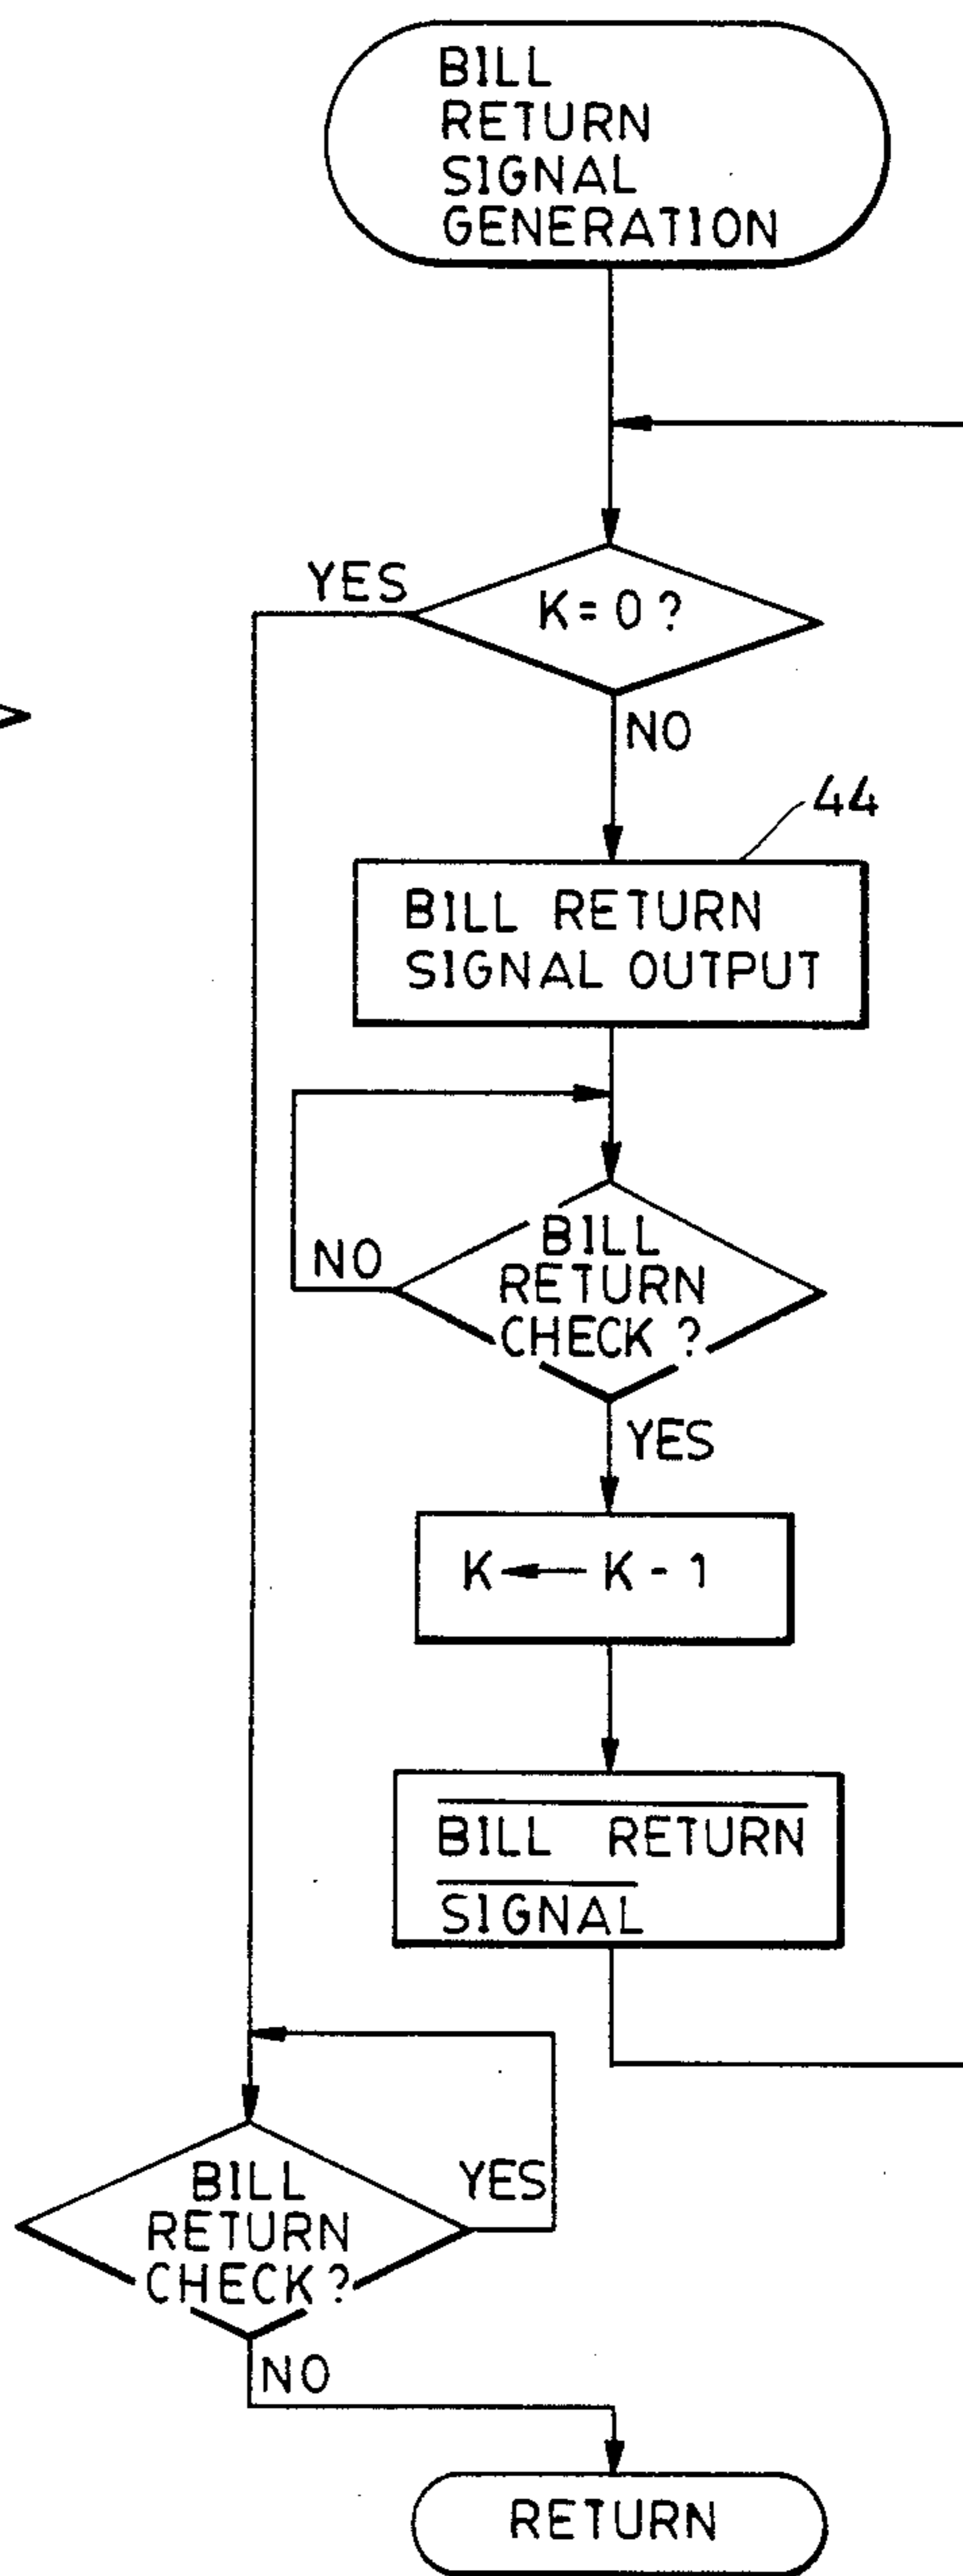 BILL
RETURN
SIGNAL
GENERATION
YES
K=0?
NO
44
BILL RETURN
SIGNAL OUTPUT
NO
BILL
RETURN
CHECK?
YES
K ← K-1
BILL RETURN
SIGNAL
YES
BILL
RETURN
CHECK?
NO
RETURN